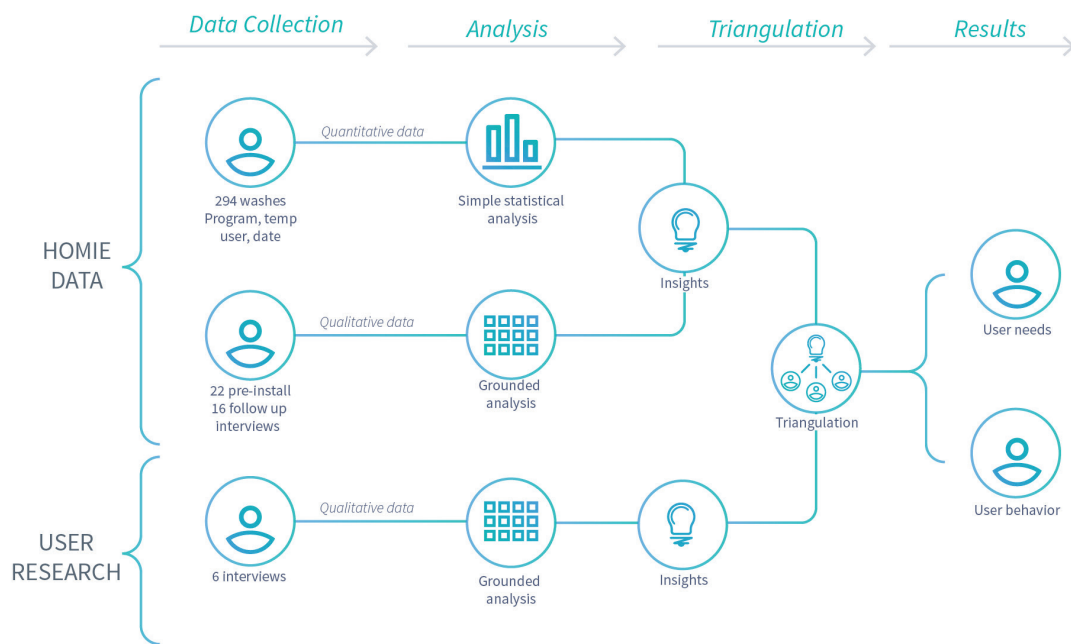 Data Collection
Analysis
Triangulation
Results
HOMIE
DATA
Quantitative data
294 washes
Program, temp
user, date
Simple statistical
analysis
Insights
Qualitative data
22 pre-install
16 follow up
interviews
Grounded
analysis
Triangulation
User needs
User behavior
USER
RESEARCH
Qualitative data
6 interviews
Grounded
analysis
Insights